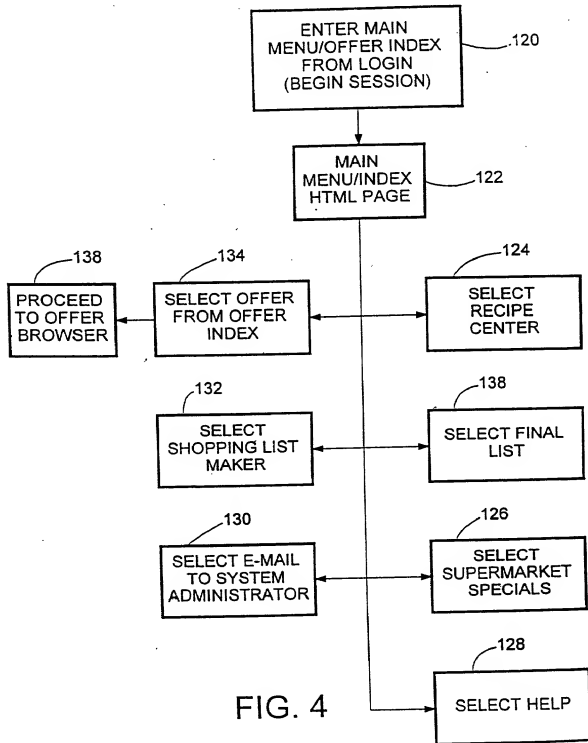 ENTER MAIN
MENU/OFFER INDEX
FROM LOGIN
(BEGIN SESSION)
120
MAIN
MENU/INDEX
HTML PAGE
122
138
PROCEED
TO OFFER
BROWSER
134
SELECT OFFER
FROM OFFER
INDEX
124
SELECT
RECIPE
CENTER
132
SELECT
SHOPPING LIST
MAKER
138
SELECT FINAL
LIST
130
SELECT E-MAIL
TO SYSTEM
ADMINISTRATOR
126
SELECT
SUPERMARKET
SPECIALS
128
SELECT HELP
FIG. 4